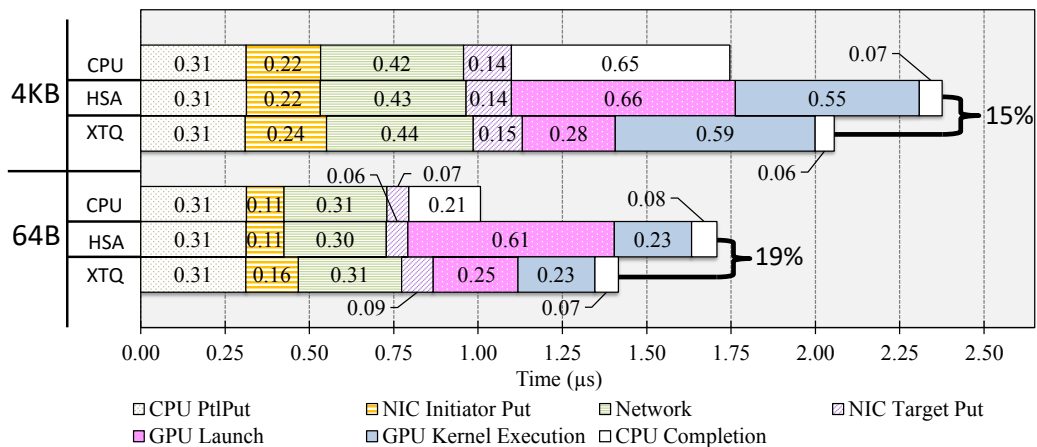 0.07
CPU 0.31 0.22 0.42 0.14 0.65
4KB HSA 0.31 0.22 0.43 0.14 0.66 0.55 15%
XTQ 0.31 0.24 0.44 0.15 0.28 0.59
0.06 0.07 0.06
CPU 0.31 0.11 0.31 0.21 0.08
64B HSA 0.31 0.11 0.30 0.61 0.23 19%
XTQ 0.31 0.16 0.31 0.25 0.23
0.09 0.07
0.00 0.25 0.50 0.75 1.00 1.25 1.50 1.75 2.00 2.25 2.50
Time (µs)
CPU PtlPut NIC Initiator Put Network NIC Target Put
GPU Launch GPU Kernel Execution CPU Completion